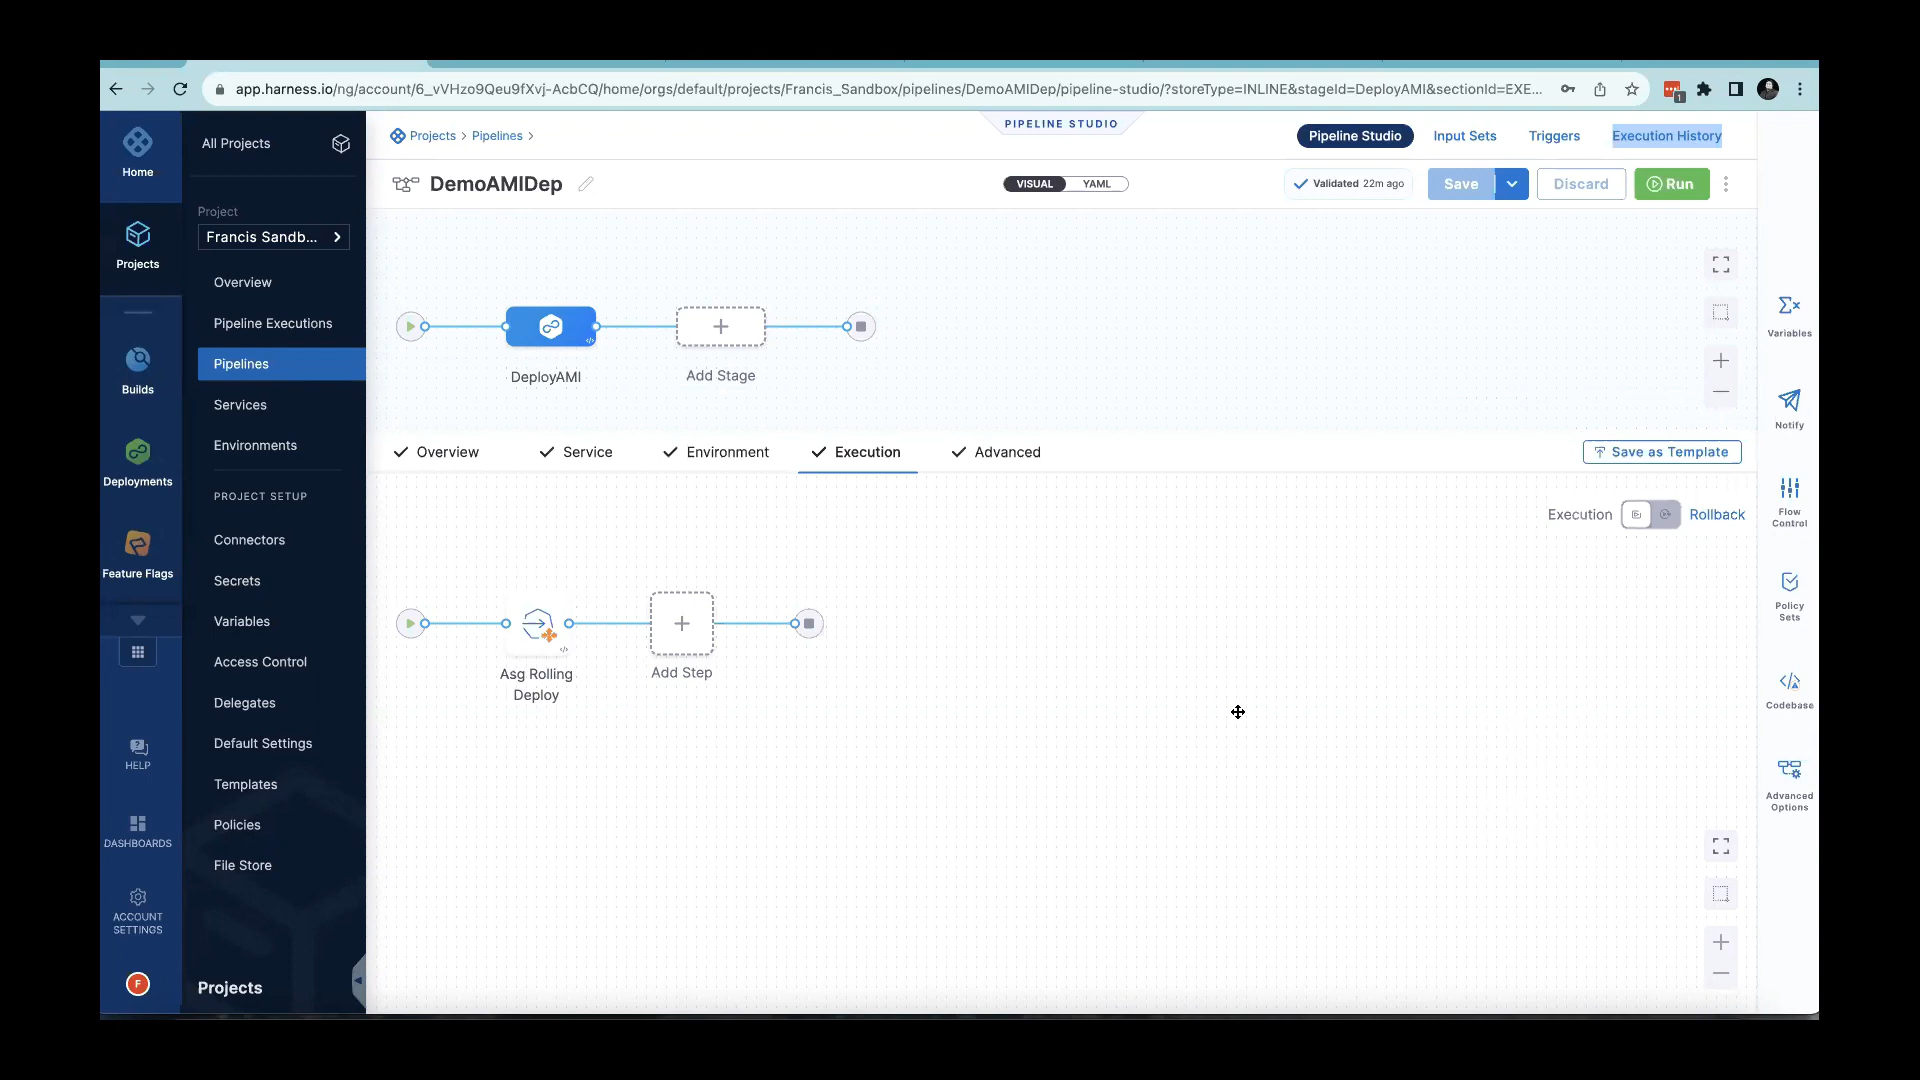 app.harness.io/ng/account/6_vVHzo9Qeu9fXvj-AcbCQ/home/orgs/default/projects/Francis_Sandbox/pipelines/DemoAMIDep/pipeline-studio/?storeType=INLINE&stageId=DeployAMI&sectionId=EXE...
1
Home
Projects
Builds
Deployments
Feature Flags
HELP
DASHBOARDS
ACCOUNT
SETTINGS
F
All Projects
Project
Francis Sandb...
Overview
Pipeline Executions
Pipelines
Services
Environments
PROJECT SETUP
Connectors
Secrets
Variables
Access Control
Delegates
Default Settings
Templates
Policies
File Store
Projects
Projects > Pipelines >
PIPELINE STUDIO
Pipeline Studio
Input Sets
Triggers
Execution History
DemoAMIDep
VISUAL
YAML
Validated 22m ago
Save
Discard
Run
DeployAMI
Add Stage
Overview
Service
Environment
Execution
Advanced
Save as Template
Execution
Rollback
Asg Rolling
Deploy
Add Step
Variables
Notify
Flow
Control
Policy
Sets
Codebase
Advanced
Options